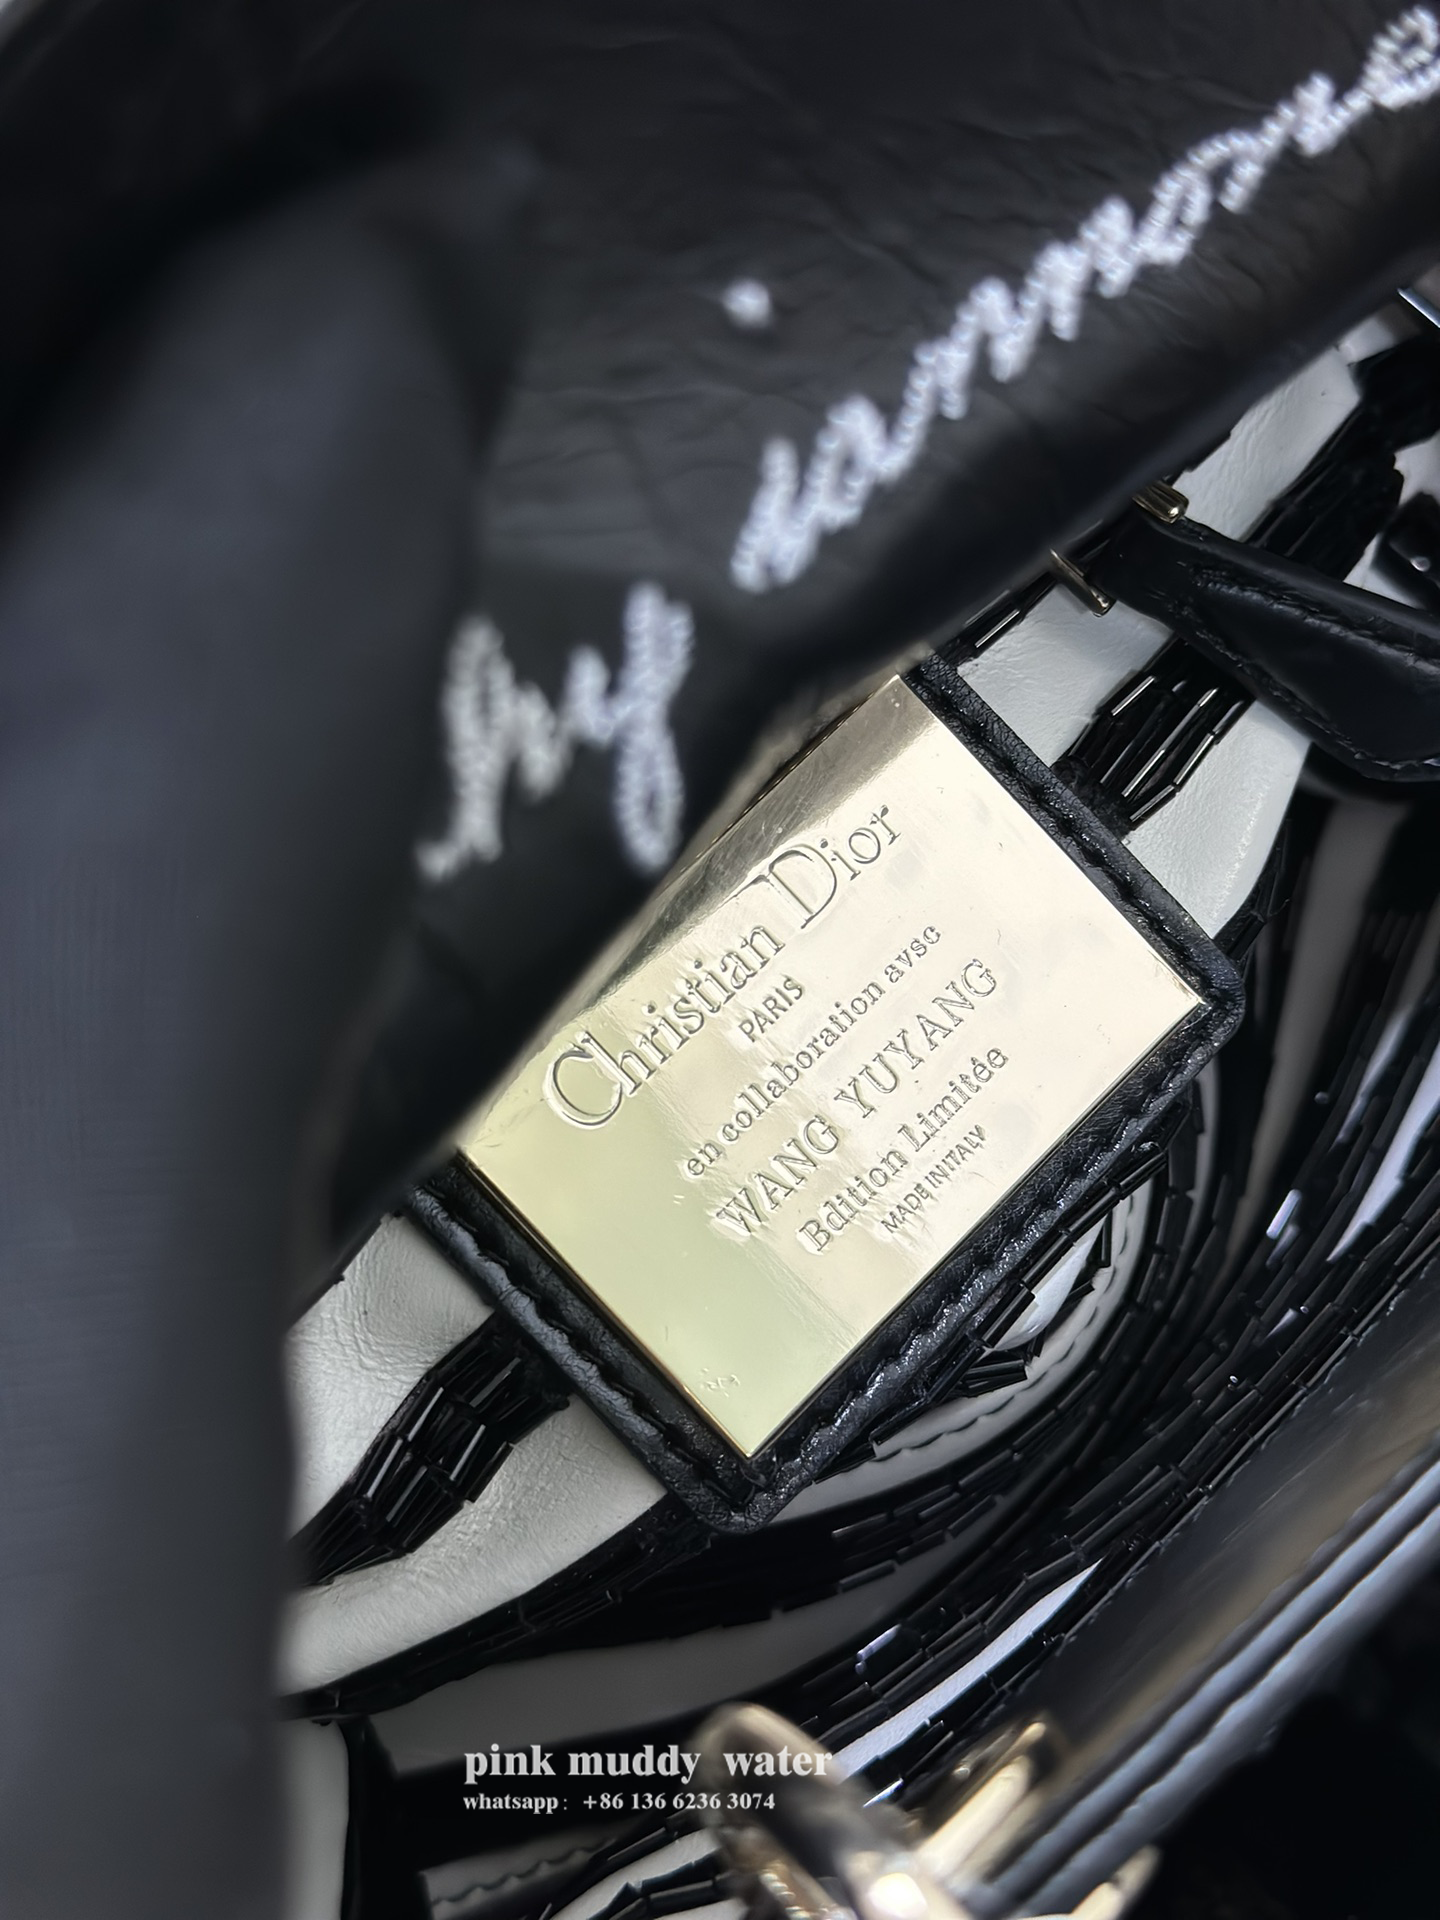 my
Christian Dior
PARIS
en collaboration avsc
WANG YUYANG
Bdition Limitée
MADE IN ITALY
pink muddy water
whatsapp: +86 136 6236 3074